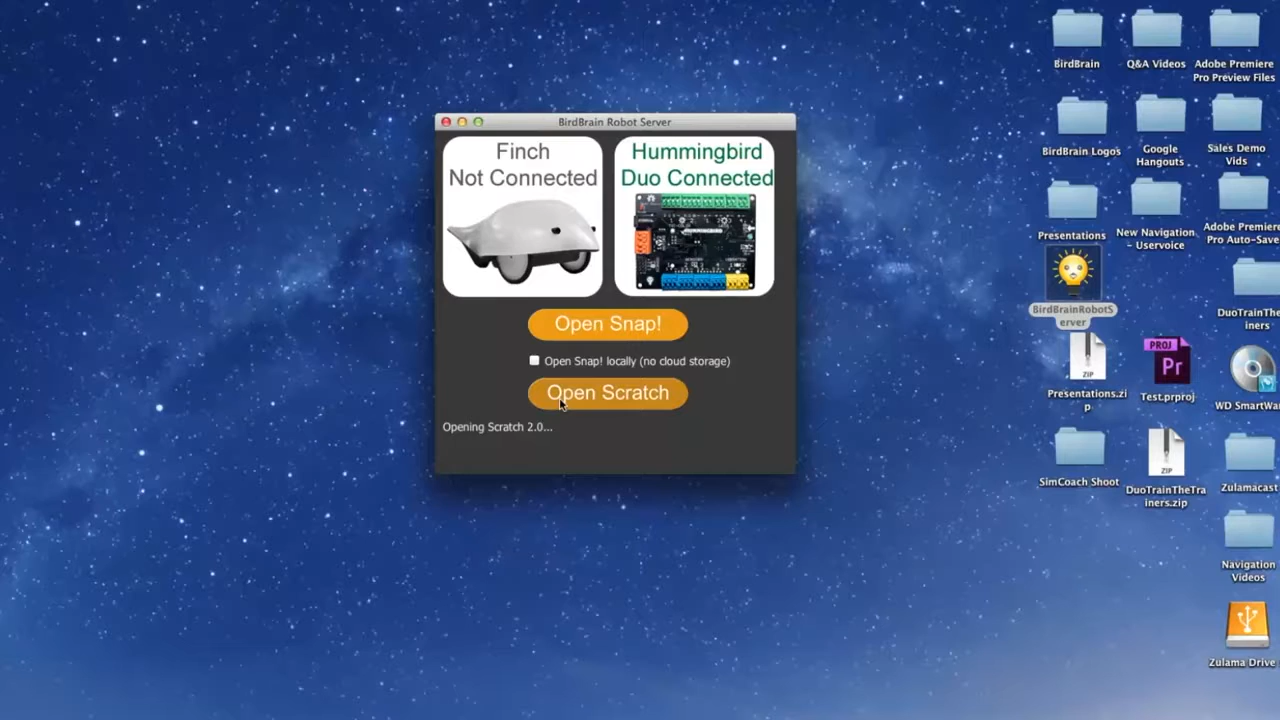 BirdBrain Robot Server
Finch
Not Connected
Hummingbird
Duo Connected
Open Snap!
Open Snap! locally (no cloud storage)
Open Scratch
Opening Scratch 2.0...
BirdBrain
Q&A Videos
Adobe Premiere
Pro Preview Files
BirdBrain Logos
Google
Hangouts
Sales Demo
Vids
Presentations
New Navigation
- Uservoice
Adobe Premiere
Pro Auto-Save
BirdBrainRobotS
erver
DuoTrainThe
iners
ZIP
Presentations.zi
p
PROJ
Pr
Test.prproj
WD SmartWa
SimCoach Shoot
ZIP
DuoTrainTheTra
iners.zip
Zulamacast
Navigation
Videos
Zulama Drive